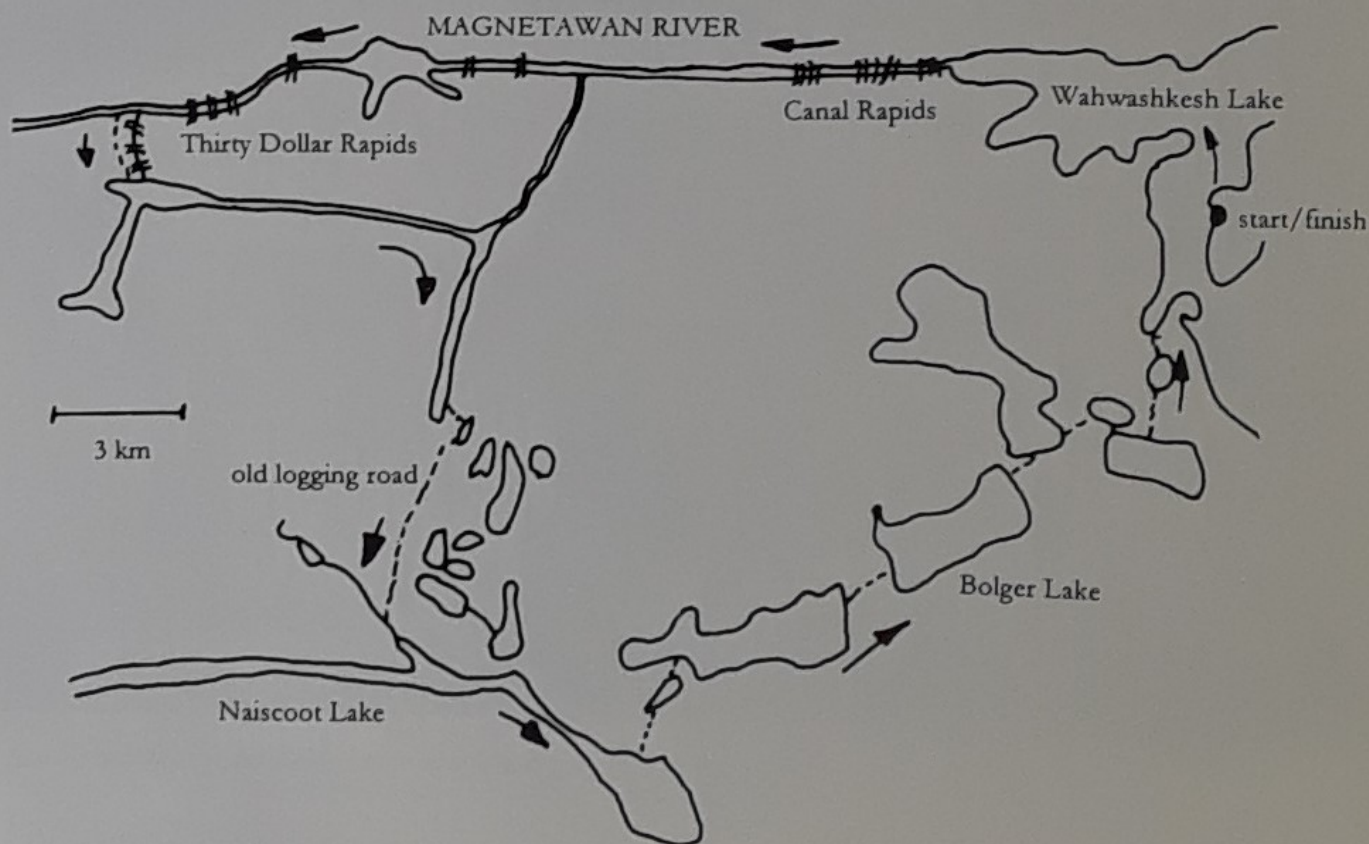 MAGNETAWAN RIVER
Wahwashkesh Lake
Canal Rapids
Thirty Dollar Rapids
start/finish
3 km
old logging road
Bolger Lake
Naiscoot Lake